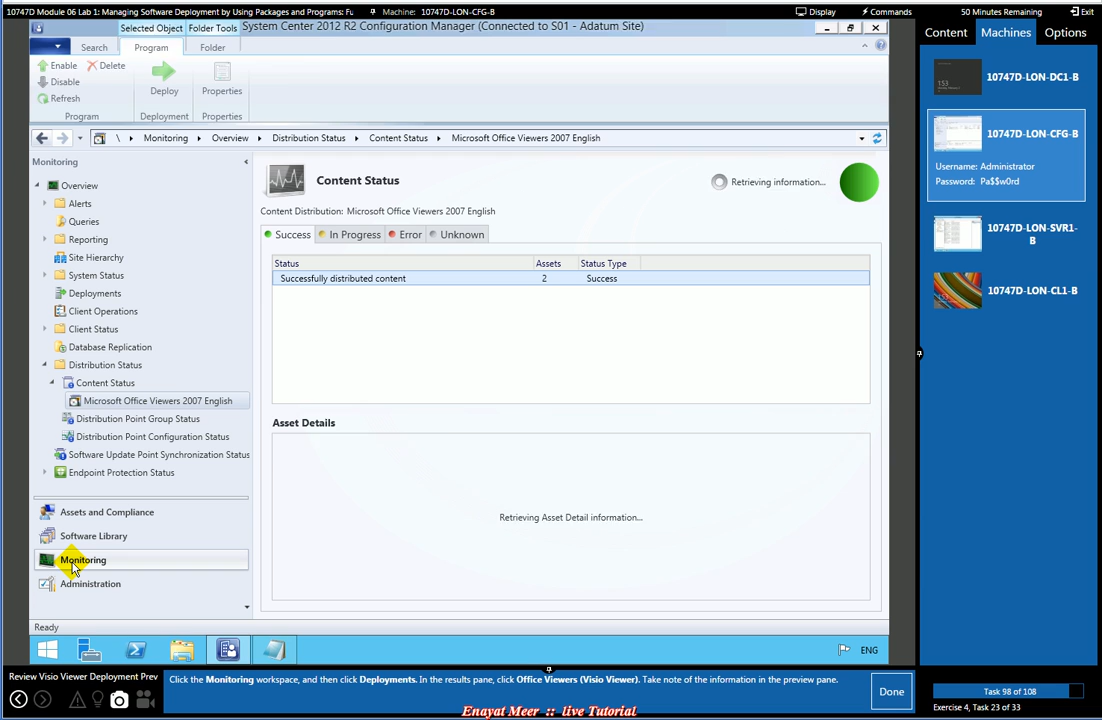 10747D Module 06 Lab 1: Managing Software Deployment by Using Packages and Programs: Fu Machine: 10747D-LON-CFG-B Display Commands 50 Minutes Remaining Exit
Selected Object Folder Tools System Center 2012 R2 Configuration Manager (Connected to S01 - Adatum Site)
Search Program Folder
Enable Delete
Disable
Refresh
Deploy
Properties
Program Deployment Properties
\ Monitoring Overview Distribution Status Content Status Microsoft Office Viewers 2007 English
Monitoring
Overview
Alerts
Queries
Reporting
Site Hierarchy
System Status
Deployments
Client Operations
Client Status
Database Replication
Distribution Status
Content Status
Microsoft Office Viewers 2007 English
Distribution Point Group Status
Distribution Point Configuration Status
Software Update Point Synchronization Status
Endpoint Protection Status
Assets and Compliance
Software Library
Monitoring
Administration
Content Status
Retrieving information...
Content Distribution: Microsoft Office Viewers 2007 English
Success In Progress Error Unknown
Status Assets Status Type
Successfully distributed content 2 Success
Asset Details
Retrieving Asset Detail information...
Ready
ENG
Content Machines Options
10747D-LON-DC1-B
10747D-LON-CFG-B
Username: Administrator
Password: Pa$$w0rd
10747D-LON-SVR1-
B
10747D-LON-CL1-B
Review Visio Viewer Deployment Prev
Click the Monitoring workspace, and then click Deployments. In the results pane, click Office Viewers (Visio Viewer). Take note of the information in the preview pane.
Done
Task 98 of 108
Exercise 4, Task 23 of 33
Enayat Meer :: live Tutorial